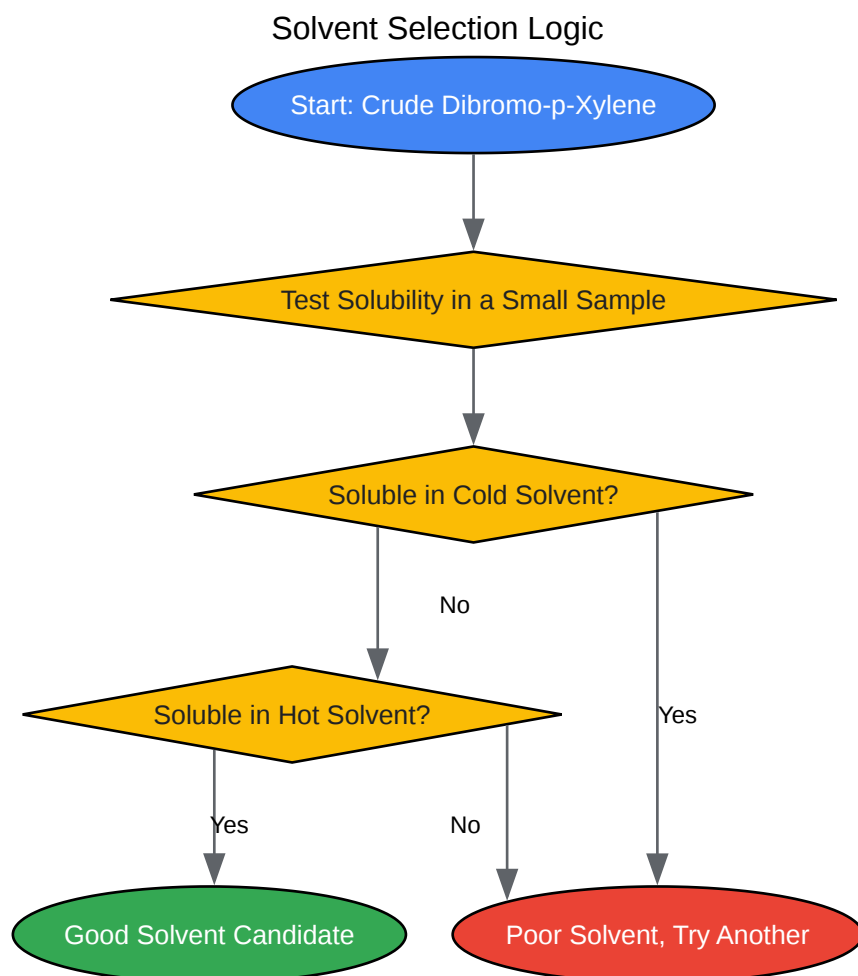 Solvent Selection Logic
Start: Crude Dibromo-p-Xylene
Test Solubility in a Small Sample
Soluble in Cold Solvent?
No
Soluble in Hot Solvent?
Yes
Yes
No
Good Solvent Candidate
Poor Solvent, Try Another